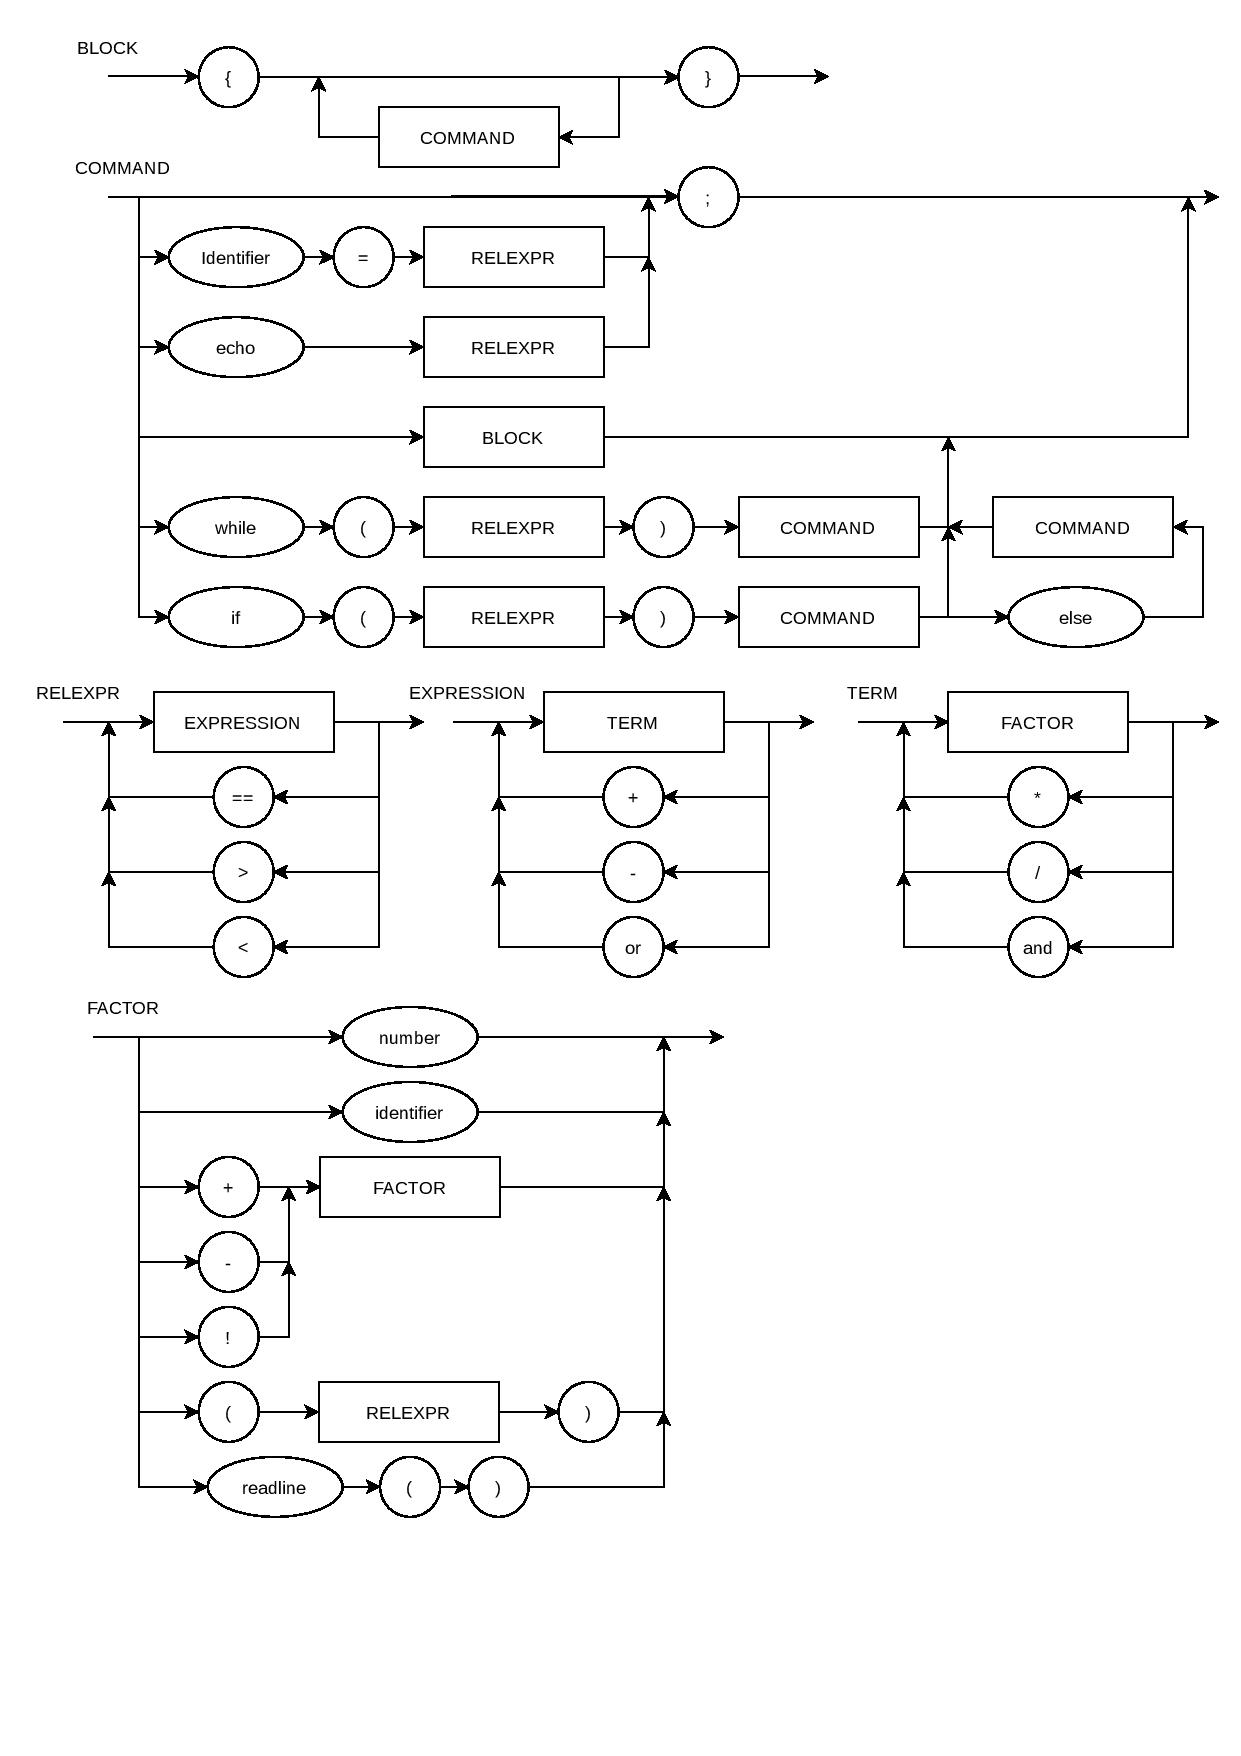 BLOCK
{ }
COMMAND
COMMAND
;
Identifier = RELEXPR
echo RELEXPR
BLOCK
while ( RELEXPR ) COMMAND COMMAND
if ( RELEXPR ) COMMAND else
RELEXPR EXPRESSION TERM
EXPRESSION TERM FACTOR
== + *
> - /
< or and
FACTOR
number
identifier
+ FACTOR
-
!
( RELEXPR )
readline ( )